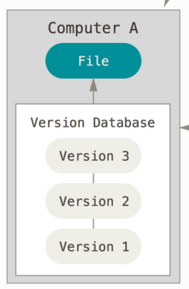 Computer A
File
Version Database
Version 3
Version 2
Version 1